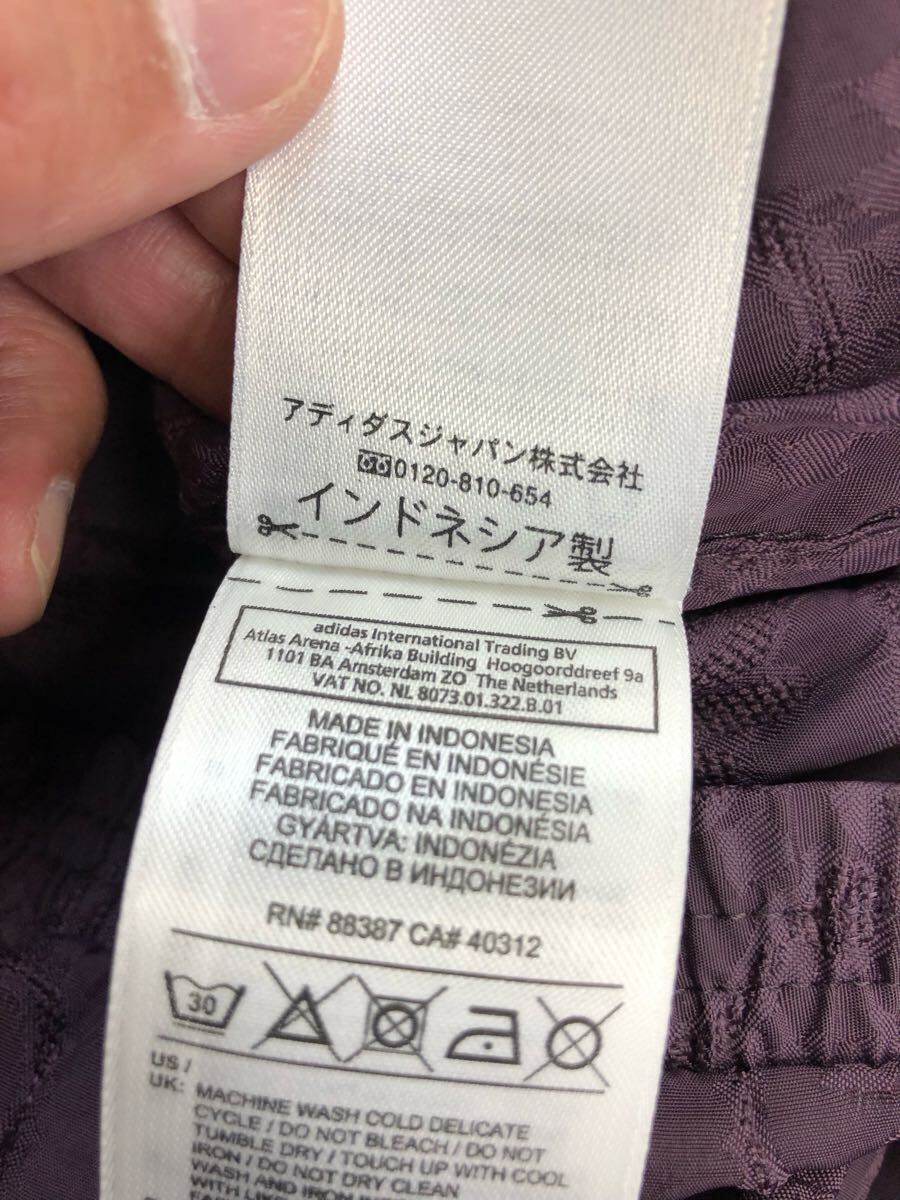 アディダスジャパン株式会社
0120-810-654
インドネシア製
adidas International Trading BV
Atlas Arena -Afrika Building Hoogoorddreef 9a
1101 BA Amsterdam ZO The Netherlands
VAT NO. NL 8073.01.322.B.01
MADE IN INDONESIA
FABRIQUÉ EN INDONÉSIE
FABRICADO EN INDONESIA
FABRICADO NA INDONÉSIA
GYÁRTVA: INDONÉZIA
СДЕЛАНО В ИНДОНЕЗИИ
RN# 88387 CA# 40312
30
US /
UK: MACHINE WASH COLD DELICATE
CYCLE / DO NOT BLEACH / DO NOT
TUMBLE DRY / TOUCH UP WITH COOL
IRON / DO NOT DRY CLEAN
WASH AND IRON
WITH